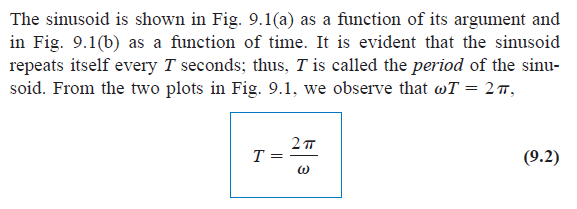 The sinusoid is shown in Fig. 9.1(a) as a function of its argument and
in Fig. 9.1(b) as a function of time. It is evident that the sinusoid
repeats itself every T seconds; thus, T is called the period of the sinu-
soid. From the two plots in Fig. 9.1, we observe that ωT = 2π,
T = 2π / ω (9.2)